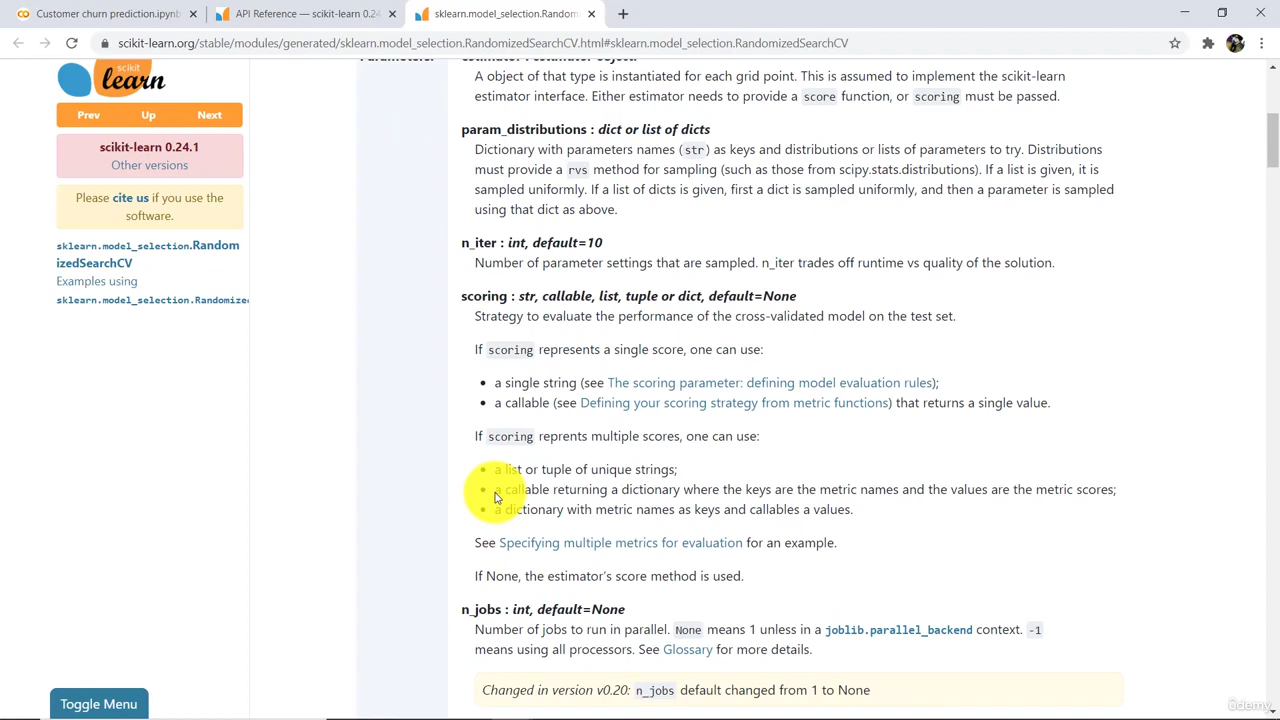 Customer churn prediction.ipynb
API Reference — scikit-learn 0.24
sklearn.model_selection.Random
scikit-learn.org/stable/modules/generated/sklearn.model_selection.RandomizedSearchCV.html#sklearn.model_selection.RandomizedSearchCV
scikit
learn
Prev Up Next
scikit-learn 0.24.1
Other versions
Please cite us if you use the
software.
sklearn.model_selection.Random
izedSearchCV
Examples using
sklearn.model_selection.Randomize
Toggle Menu
A object of that type is instantiated for each grid point. This is assumed to implement the scikit-learn
estimator interface. Either estimator needs to provide a score function, or scoring must be passed.
param_distributions : dict or list of dicts
Dictionary with parameters names (str) as keys and distributions or lists of parameters to try. Distributions
must provide a rvs method for sampling (such as those from scipy.stats.distributions). If a list is given, it is
sampled uniformly. If a list of dicts is given, first a dict is sampled uniformly, and then a parameter is sampled
using that dict as above.
n_iter : int, default=10
Number of parameter settings that are sampled. n_iter trades off runtime vs quality of the solution.
scoring : str, callable, list, tuple or dict, default=None
Strategy to evaluate the performance of the cross-validated model on the test set.
If scoring represents a single score, one can use:
• a single string (see The scoring parameter: defining model evaluation rules);
• a callable (see Defining your scoring strategy from metric functions) that returns a single value.
If scoring reprents multiple scores, one can use:
• a list or tuple of unique strings;
• a callable returning a dictionary where the keys are the metric names and the values are the metric scores;
• a dictionary with metric names as keys and callables a values.
See Specifying multiple metrics for evaluation for an example.
If None, the estimator's score method is used.
n_jobs : int, default=None
Number of jobs to run in parallel. None means 1 unless in a joblib.parallel_backend context. -1
means using all processors. See Glossary for more details.
Changed in version v0.20: n_jobs default changed from 1 to None
ûdemy